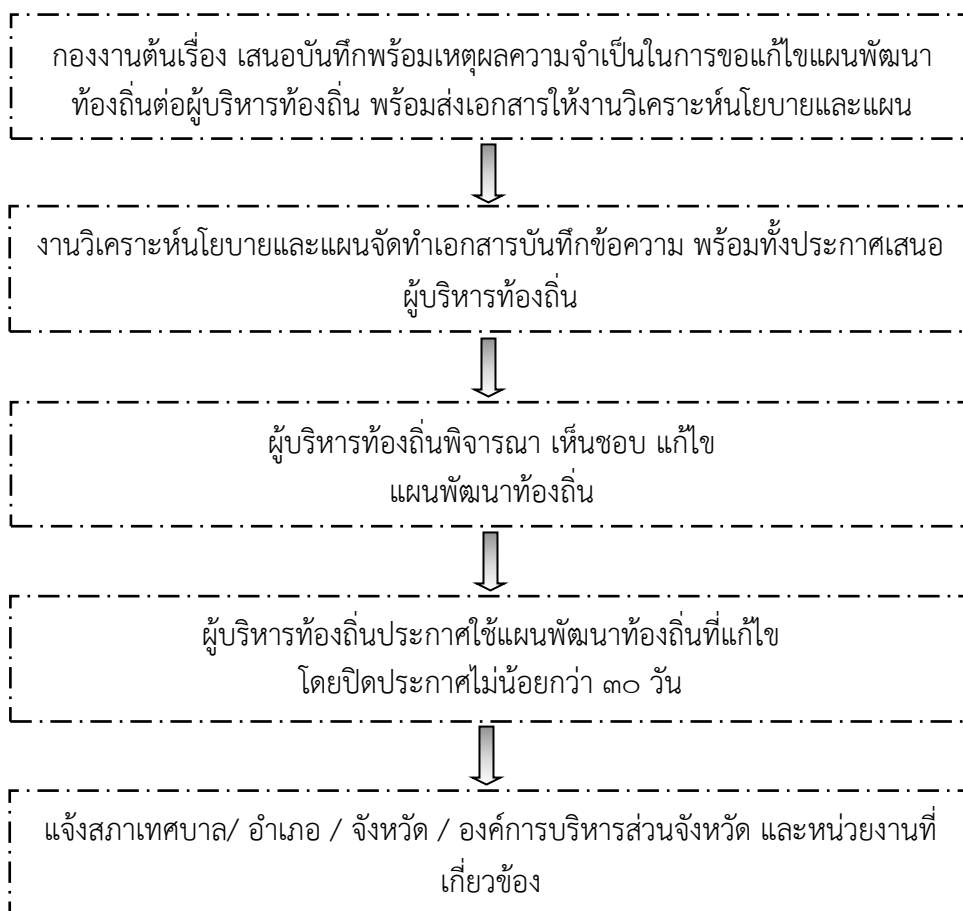 กองงานต้นเรื่อง เสนอบันทึกพร้อมเหตุผลความจำเป็นในการขอแก้ไขแผนพัฒนา
ท้องถิ่นต่อผู้บริหารท้องถิ่น พร้อมส่งเอกสารให้งานวิเคราะห์นโยบายและแผน
งานวิเคราะห์นโยบายและแผนจัดทำเอกสารบันทึกข้อความ พร้อมทั้งประกาศเสนอ
ผู้บริหารท้องถิ่น
ผู้บริหารท้องถิ่นพิจารณา เห็นชอบ แก้ไข
แผนพัฒนาท้องถิ่น
ผู้บริหารท้องถิ่นประกาศใช้แผนพัฒนาท้องถิ่นที่แก้ไข
โดยปิดประกาศไม่น้อยกว่า ๓๐ วัน
แจ้งสภาเทศบาล/ อำเภอ / จังหวัด / องค์การบริหารส่วนจังหวัด และหน่วยงานที่
เกี่ยวข้อง